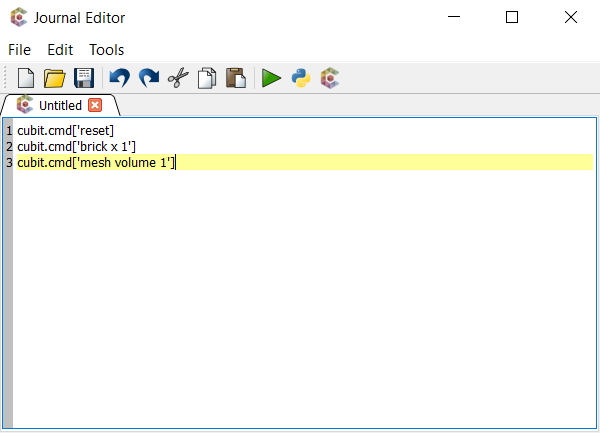 Journal Editor
File Edit Tools
Untitled
1 cubit.cmd['reset]
2 cubit.cmd['brick x 1']
3 cubit.cmd['mesh volume 1']